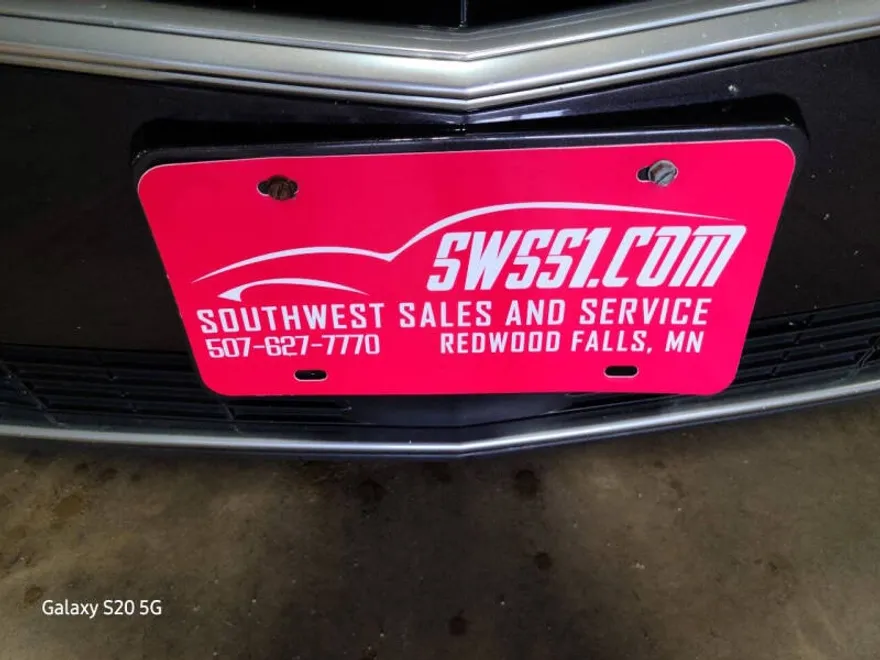 SWSS1.COM
SOUTHWEST SALES AND SERVICE
507-627-7770 REDWOOD FALLS, MN
Galaxy S20 5G